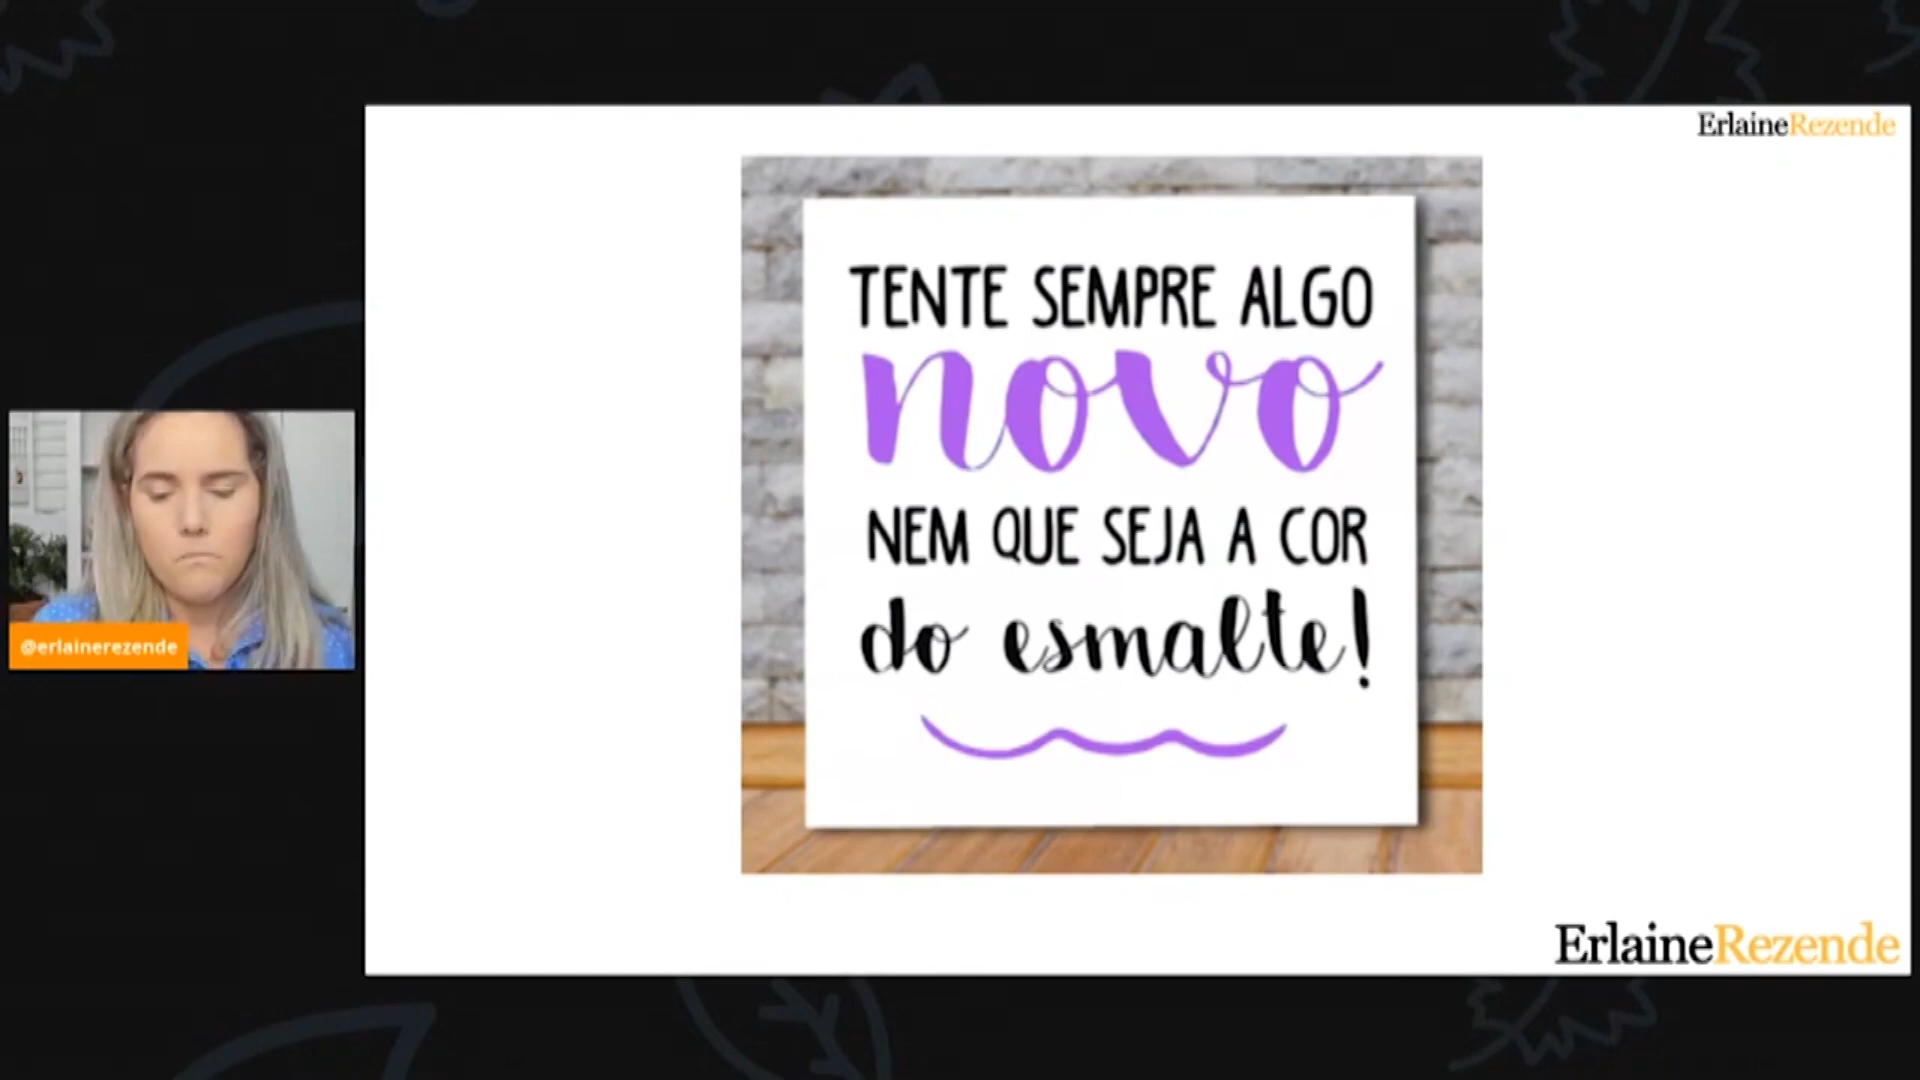 ErlaineRezende
TENTE SEMPRE ALGO
novo
NEM QUE SEJA A COR
do esmalte!
@erlainerezende
ErlaineRezende